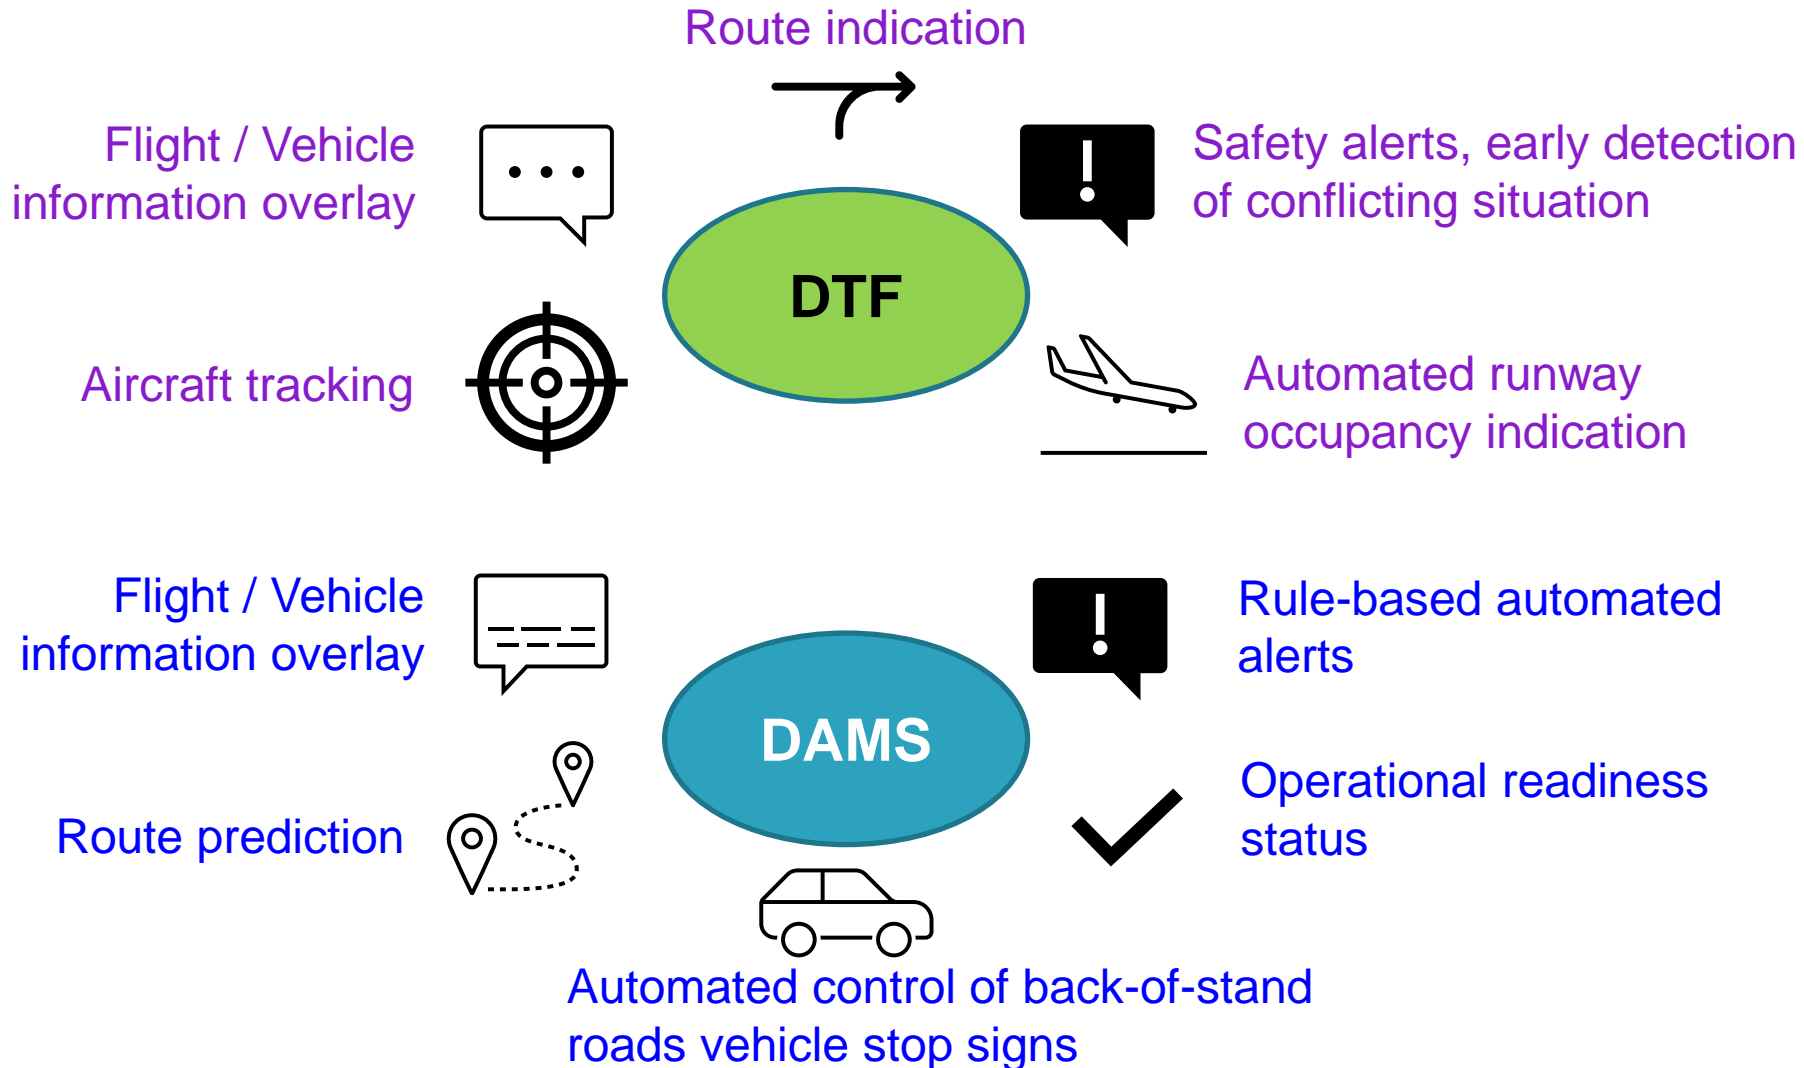 Route indication
Flight / Vehicle
information overlay
Safety alerts, early detection
of conflicting situation
DTF
Aircraft tracking
Automated runway
occupancy indication
Flight / Vehicle
information overlay
Rule-based automated
alerts
DAMS
Route prediction
Operational readiness
status
Automated control of back-of-stand
roads vehicle stop signs